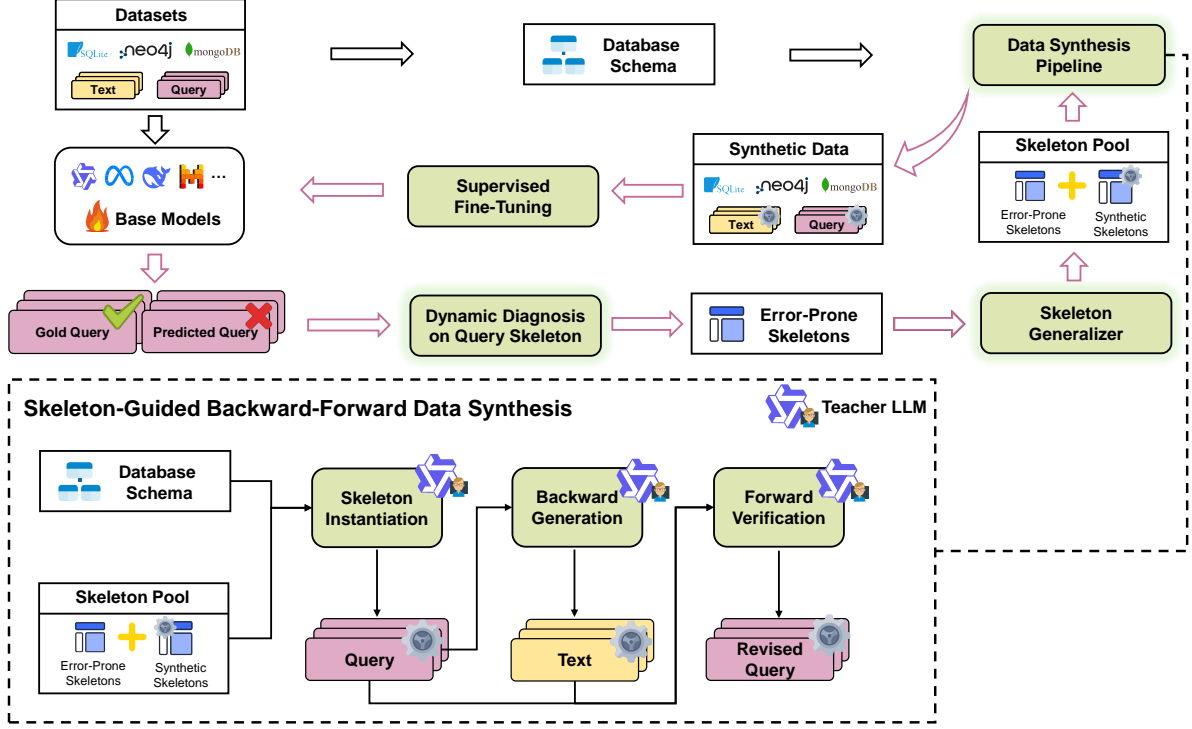 Datasets
SQLite
neo4j
mongoDB
Text
Query
Database
Schema
Data Synthesis
Pipeline
Base Models
...
Supervised
Fine-Tuning
Synthetic Data
SQLite
neo4j
mongoDB
Text
Query
Skeleton Pool
Error-Prone
Skeletons
Synthetic
Skeletons
Gold Query
Predicted Query
Dynamic Diagnosis
on Query Skeleton
Error-Prone
Skeletons
Skeleton
Generalizer
Skeleton-Guided Backward-Forward Data Synthesis
Teacher LLM
Database
Schema
Skeleton
Instantiation
Backward
Generation
Forward
Verification
Skeleton Pool
Error-Prone
Skeletons
Synthetic
Skeletons
Query
Text
Revised
Query